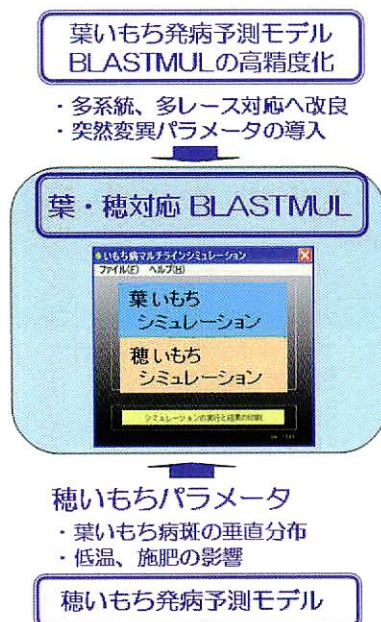 葉いもち発病予測モデル
BLASTMULの高精度化
・多系統、多レース対応へ改良
・突然変異パラメータの導入
葉・穂対応 BLASTMUL
いもち病マルチラインシミュレーション
ファイル(F) ヘルプ(H)
葉いもち
シミュレーション
穂いもち
シミュレーション
シミュレーションの実行と結果の印刷
穂いもちパラメータ
・葉いもち病斑の垂直分布
・低温、施肥の影響
穂いもち発病予測モデル